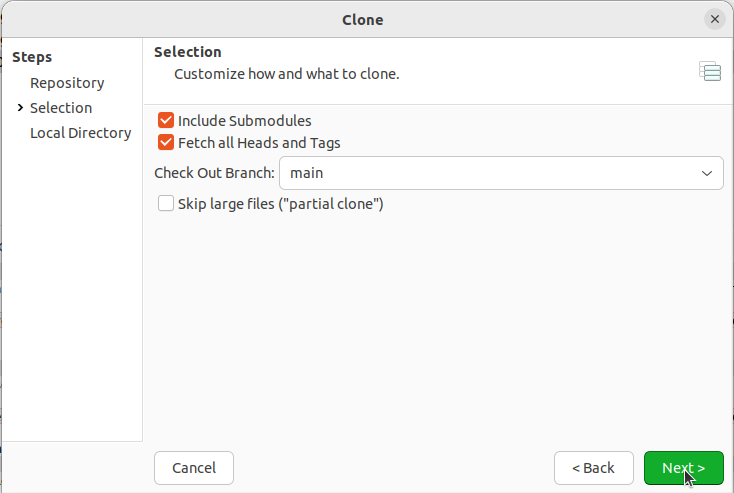 Clone
Steps
Repository
Selection
Local Directory
Selection
Customize how and what to clone.
Include Submodules
Fetch all Heads and Tags
Check Out Branch: main
Skip large files ("partial clone")
Cancel
< Back
Next >